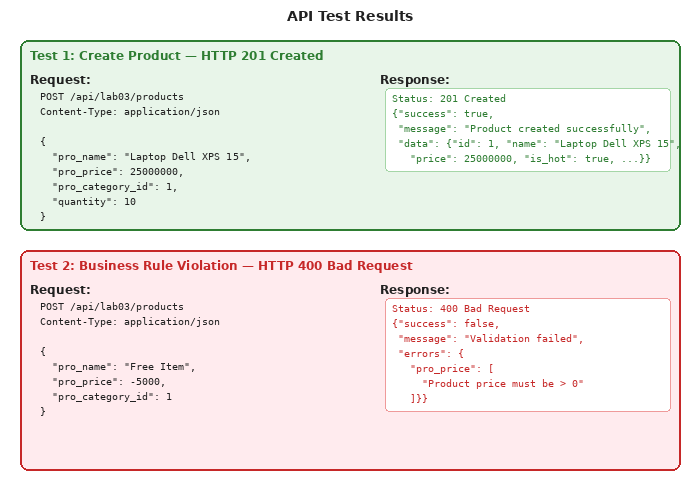 API Test Results
Test 1: Create Product — HTTP 201 Created
Request:
POST /api/lab03/products
Content-Type: application/json
{
"pro_name": "Laptop Dell XPS 15",
"pro_price": 25000000,
"pro_category_id": 1,
"quantity": 10
}
Response:
Status: 201 Created
{"success": true,
"message": "Product created successfully",
"data": {"id": 1, "name": "Laptop Dell XPS 15",
"price": 25000000, "is_hot": true, ...}}
Test 2: Business Rule Violation — HTTP 400 Bad Request
Request:
POST /api/lab03/products
Content-Type: application/json
{
"pro_name": "Free Item",
"pro_price": -5000,
"pro_category_id": 1
}
Response:
Status: 400 Bad Request
{"success": false,
"message": "Validation failed",
"errors": {
"pro_price": [
"Product price must be > 0"
]}}